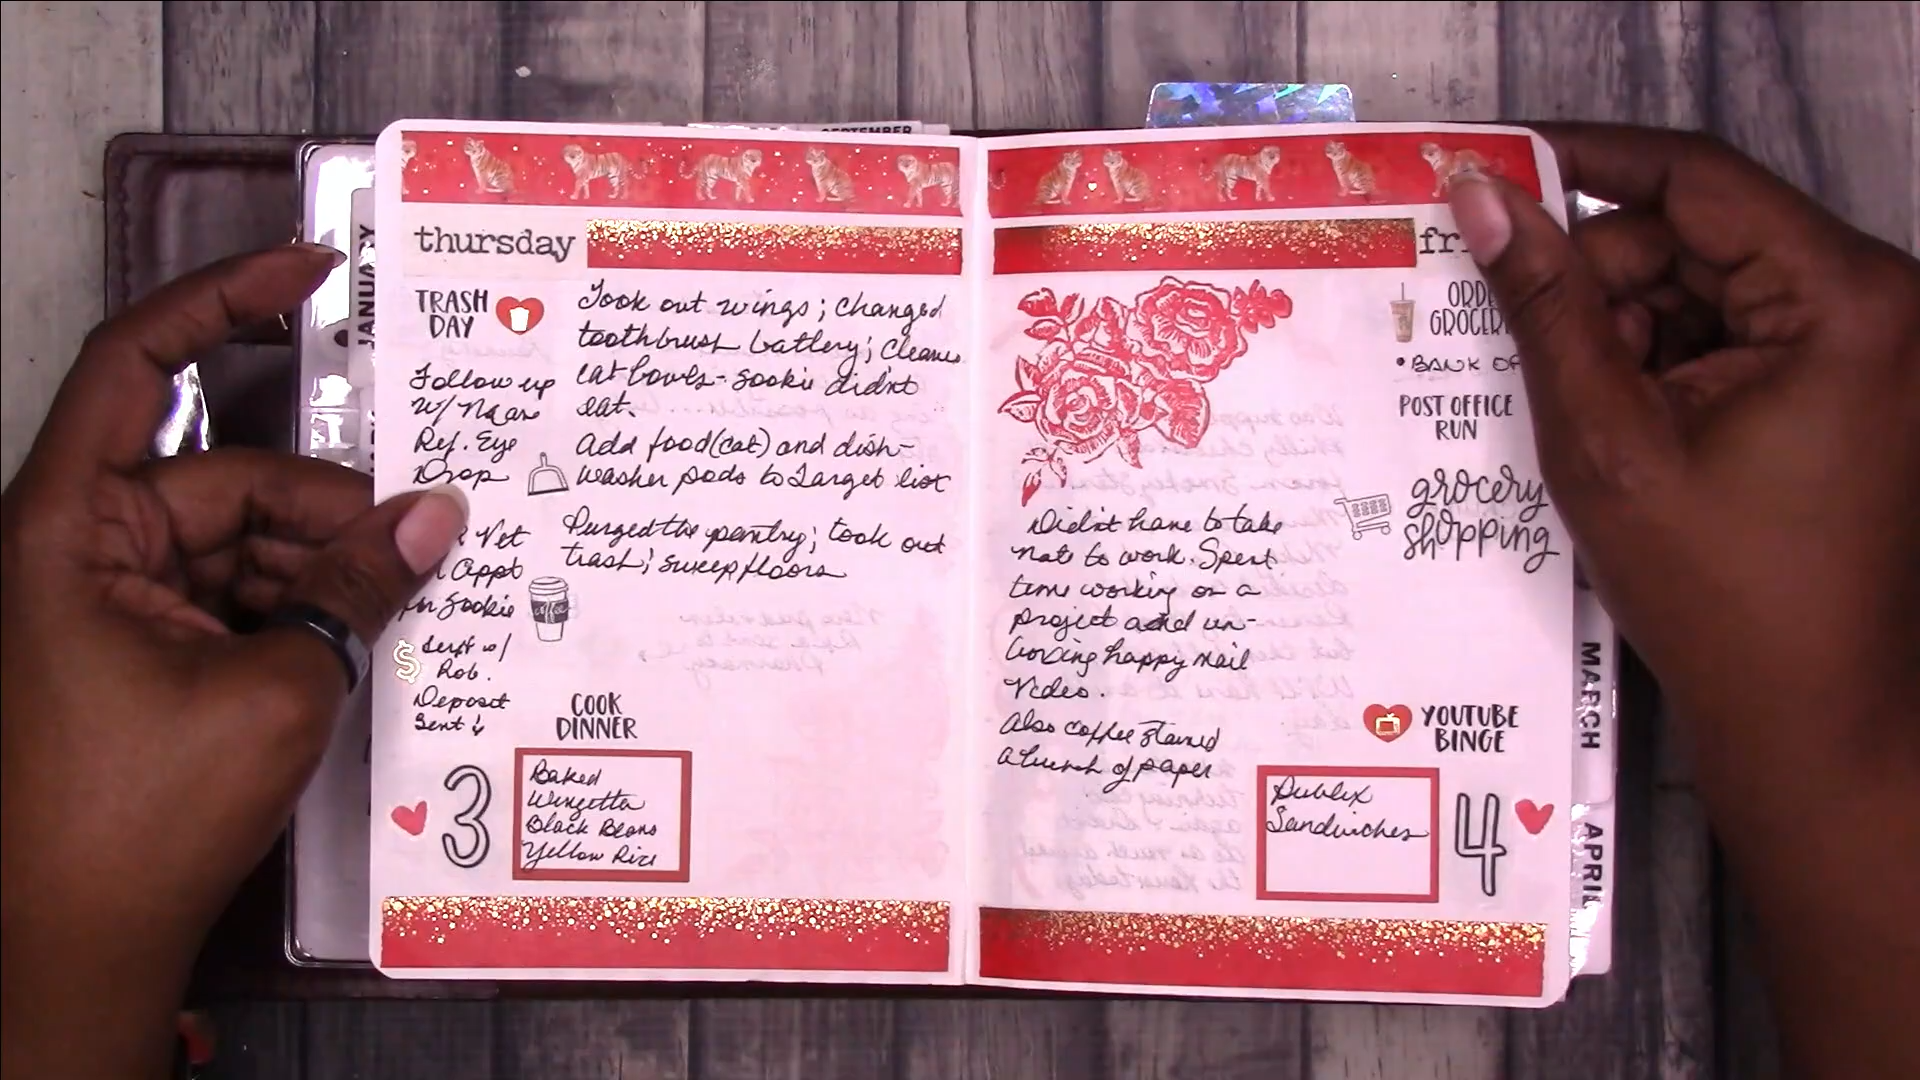 SEPTEMBER
JANUARY
thursday
TRASH
DAY
Follow up
Ref. Eye
Drop
Vet
Appt
for Sookie
$
w/
Rob.
Deposit
Sent
Took out wings; changed
toothbrush battery; cleaned
cat bowls - Sookie didn't
eat.
Add food (cat) and dish-
washer pods to Target list
Purged the pantry; took out
trash; sweep floors
coffee
COOK
DINNER
3
Baked
Wingettes
Black Beans
Yellow Rice
fri
ORDE
GROCER
• BANK OF
POST OFFICE
RUN
grocery
shopping
Didn't have to take
Nate to work. Spent
time working on a
project and un-
boxing happy mail
Video.
Also coffee stained
a bunch of paper
YOUTUBE
BINGE
Publix
Sandwiches
4
MARCH
APRIL